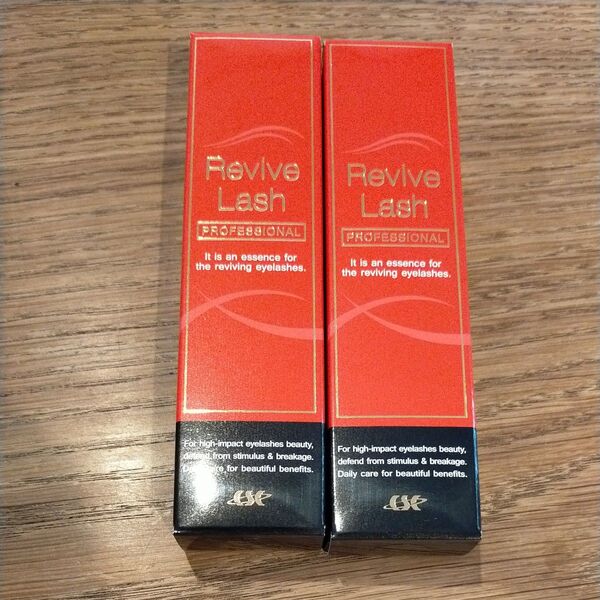 Revive
Lash
PROFESSIONAL
It is an essence for
the reviving eyelashes.
For high-impact eyelashes beauty,
defend from stimulus & breakage.
Daily care for beautiful benefits.
Revive
Lash
PROFESSIONAL
It is an essence for
the reviving eyelashes.
For high-impact eyelashes beauty,
defend from stimulus & breakage.
Daily care for beautiful benefits.